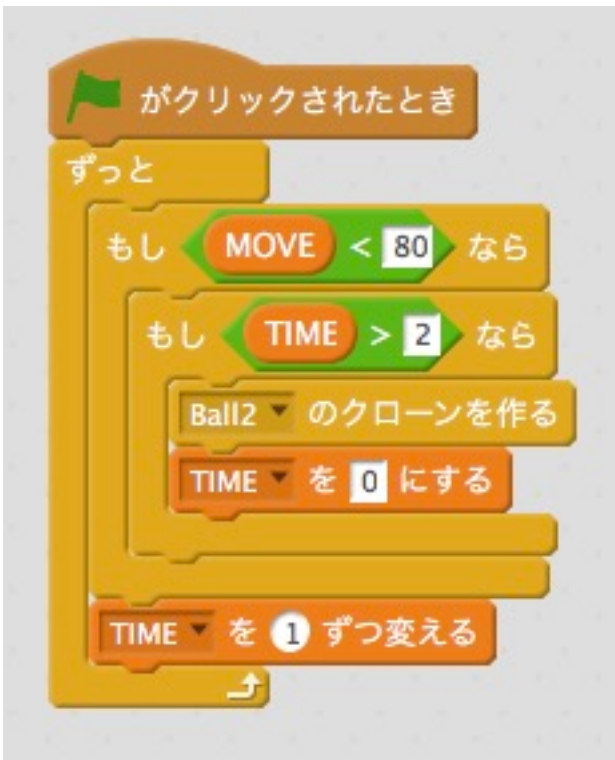 がクリックされたとき
ずっと
もし MOVE < 80 なら
もし TIME > 2 なら
Ball2 のクローンを作る
TIME を 0 にする
TIME を 1 ずつ変える